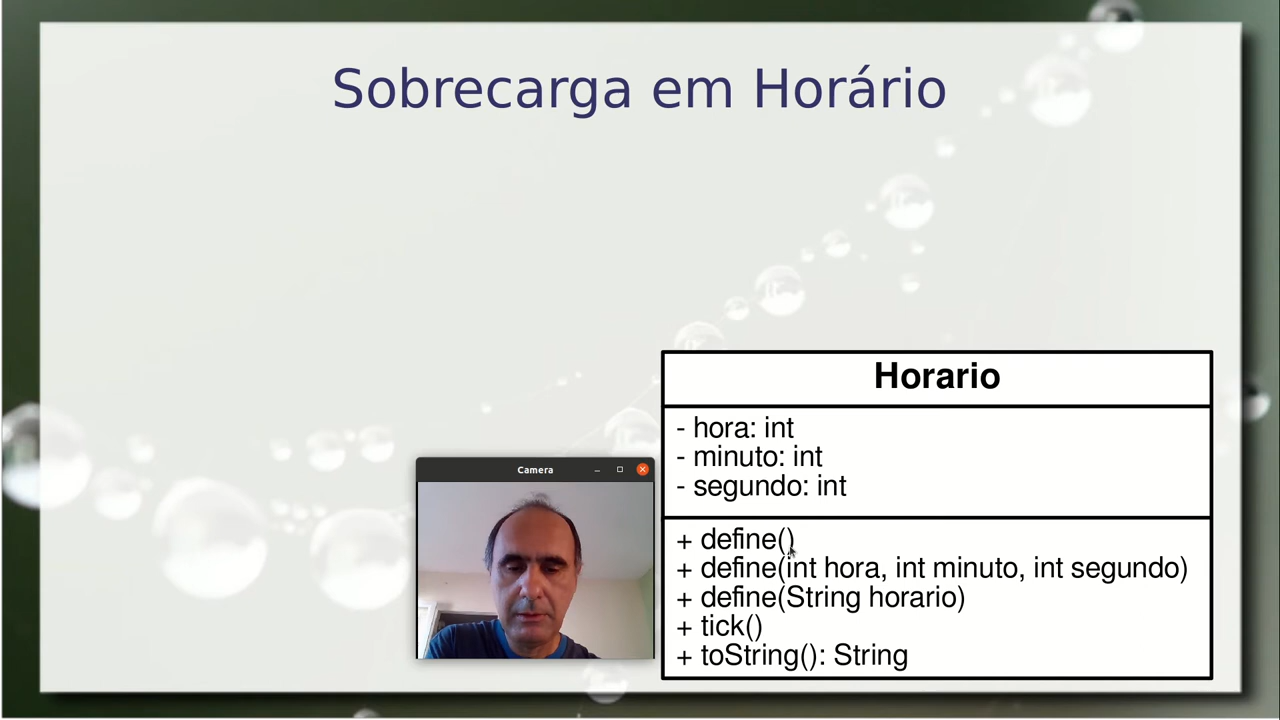 Sobrecarga em Horário
Horario
- hora: int
- minuto: int
- segundo: int
Camera
+ define()
+ define(int hora, int minuto, int segundo)
+ define(String horario)
+ tick()
+ toString(): String